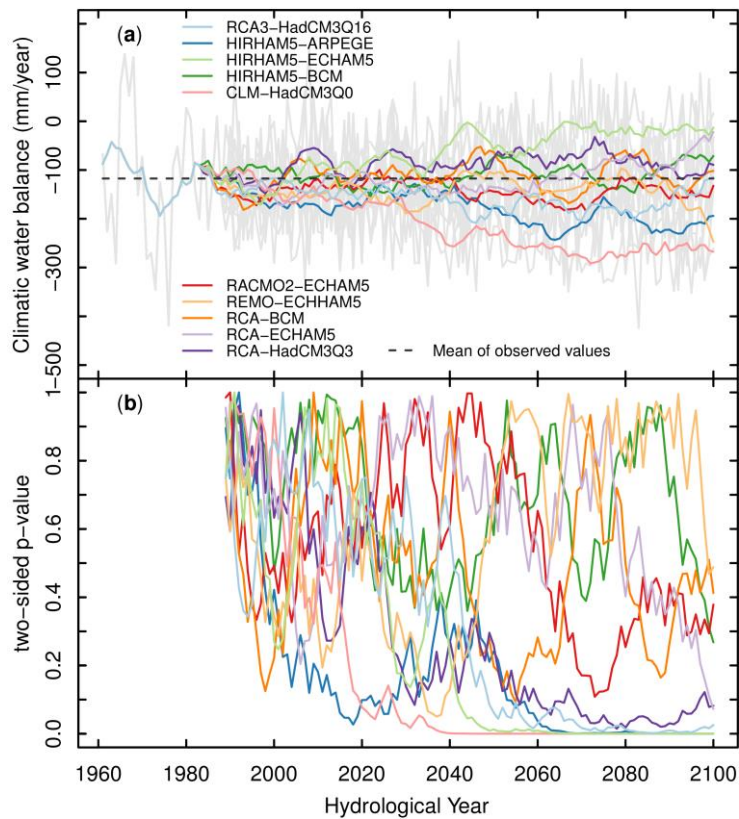 (a)
RCA3-HadCM3Q16
HIRHAM5-ARPEGE
HIRHAM5-ECHAM5
HIRHAM5-BCM
CLM-HadCM3Q0
Climatic water balance (mm/year)
100
0
-100
-300
-500
RACMO2-ECHAM5
REMO-ECHHAM5
RCA-BCM
RCA-ECHAM5
RCA-HadCM3Q3
Mean of observed values
(b)
two-sided p-value
1
0.8
0.6
0.4
0.2
0.0
1960 1980 2000 2020 2040 2060 2080 2100
Hydrological Year